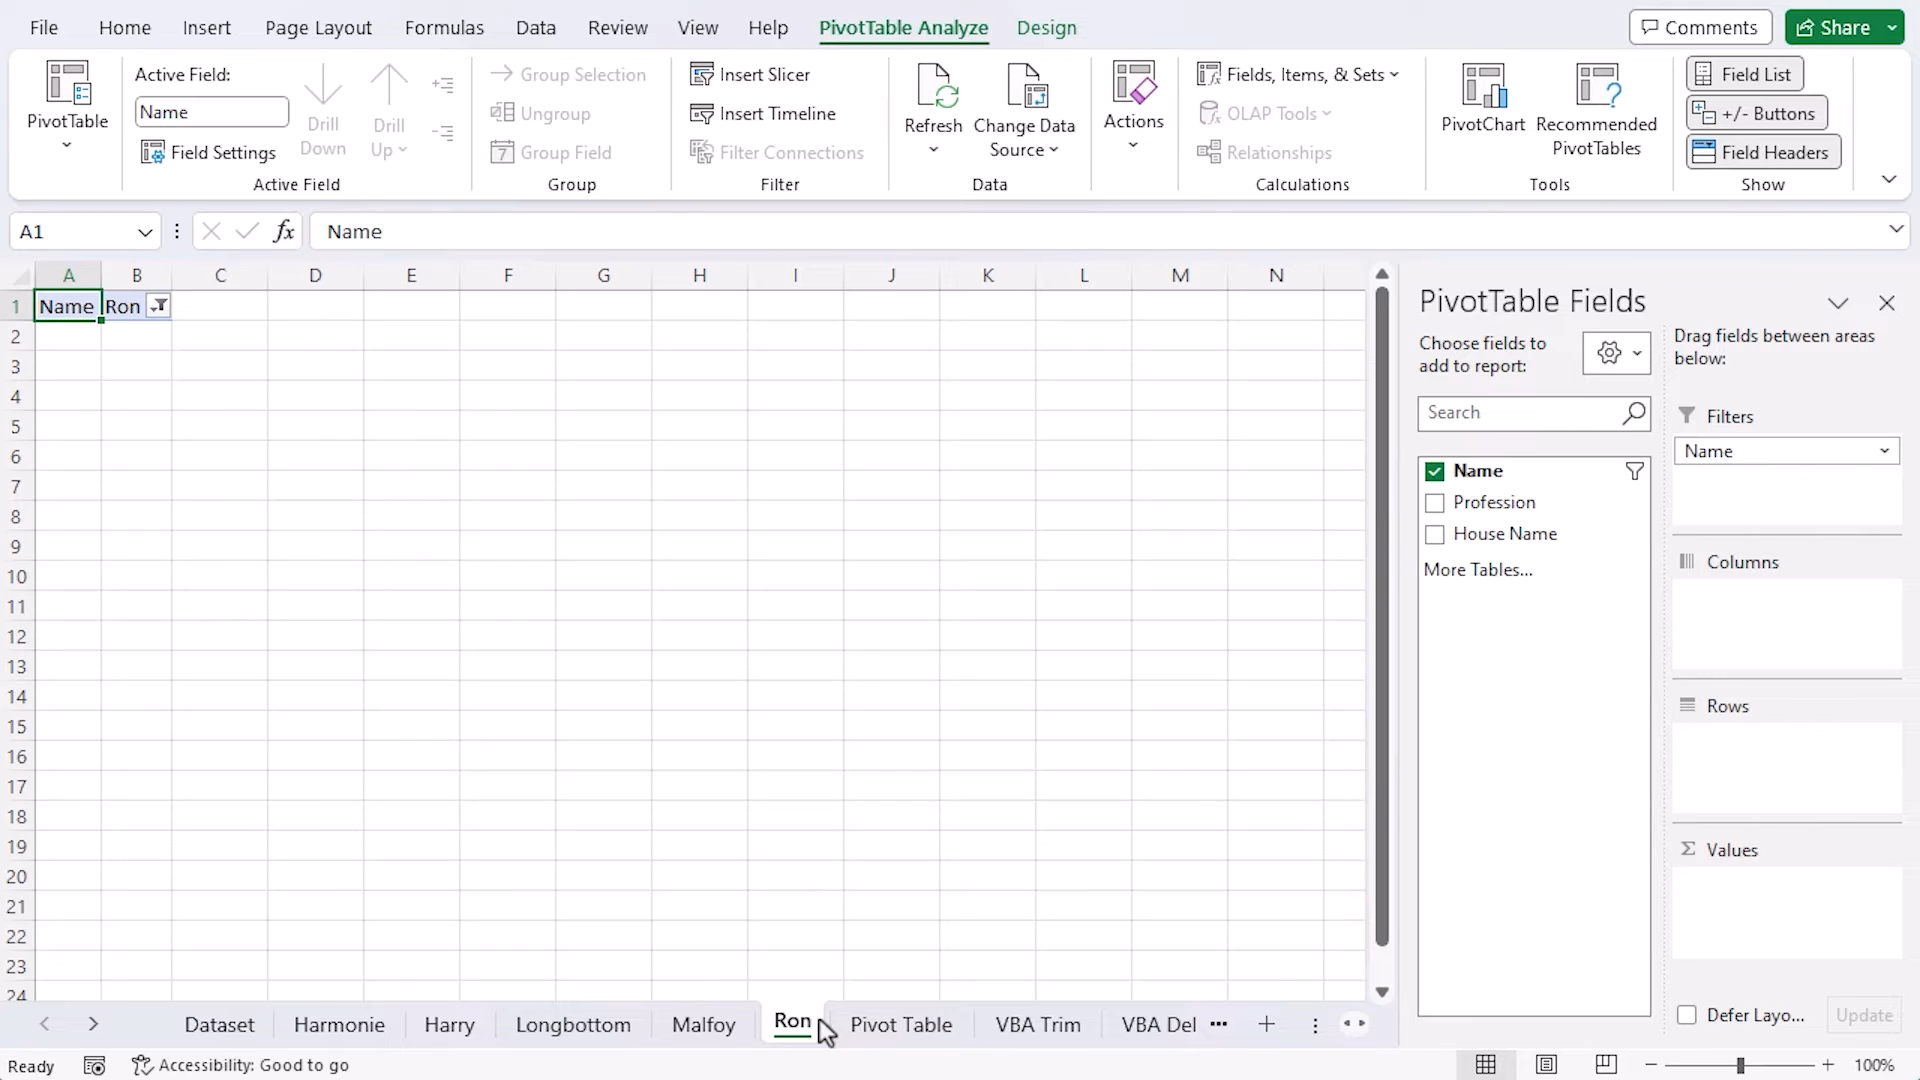 File Home Insert Page Layout Formulas Data Review View Help PivotTable Analyze Design Comments Share
PivotTable
Active Field:
Name
Field Settings
Drill
Down
Drill
Up
Active Field
Group Selection
Ungroup
7 Group Field
Group
Insert Slicer
Insert Timeline
Filter Connections
Filter
Refresh
Change Data
Source
Data
Actions
Fields, Items, & Sets
OLAP Tools
Relationships
Calculations
PivotChart
Recommended
PivotTables
Tools
Field List
+/- Buttons
Field Headers
Show
A1 fx Name
A B C D E F G H I J K L M N
1 Name Ron
2
3
4
5
6
7
8
9
10
11
12
13
14
15
16
17
18
19
20
21
22
23
24
PivotTable Fields
Choose fields to
add to report:
Search
Name
Profession
House Name
More Tables...
Drag fields between areas
below:
Filters
Name
Columns
Rows
Σ Values
Defer Layo... Update
Dataset Harmonie Harry Longbottom Malfoy Ron Pivot Table VBA Trim VBA Del ...
Ready Accessibility: Good to go 100%